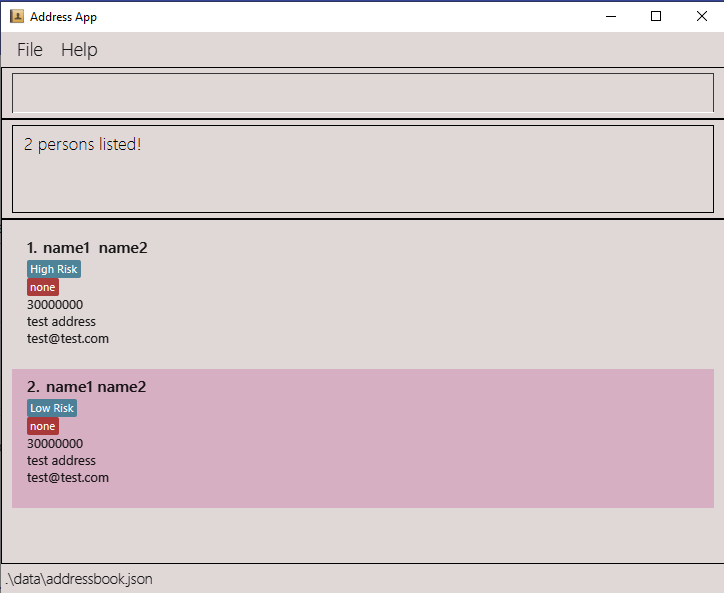 Address App
File Help
2 persons listed!
1. name1  name2
High Risk
none
30000000
test address
test@test.com
2. name1 name2
Low Risk
none
30000000
test address
test@test.com
.\data\addressbook.json